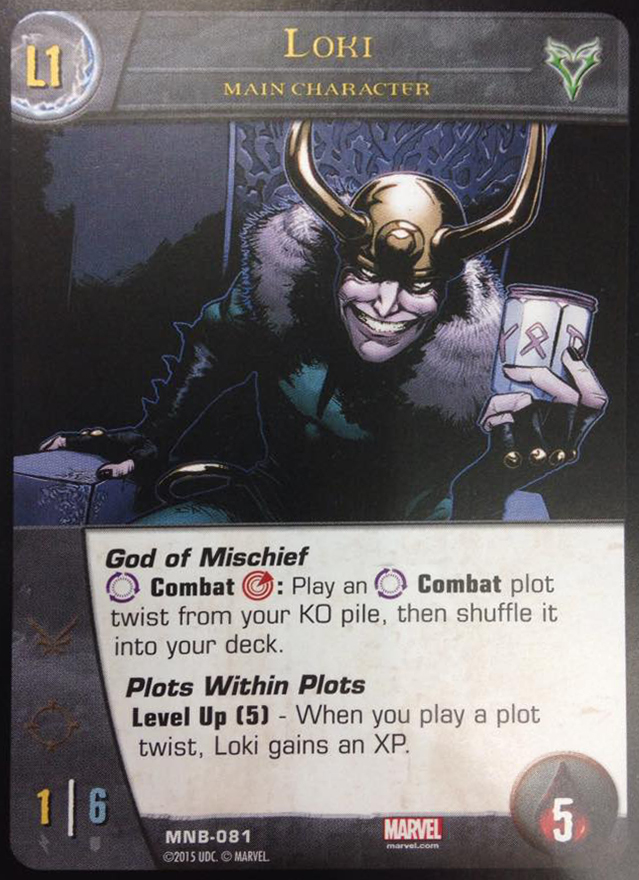 L1
Loki
Main Character
God of Mischief
Combat : Play an Combat plot
twist from your KO pile, then shuffle it
into your deck.
Plots Within Plots
Level Up (5) - When you play a plot
twist, Loki gains an XP.
1 | 6
5
MNB-081
©2015 UDC. © MARVEL.
MARVEL
marvel.com